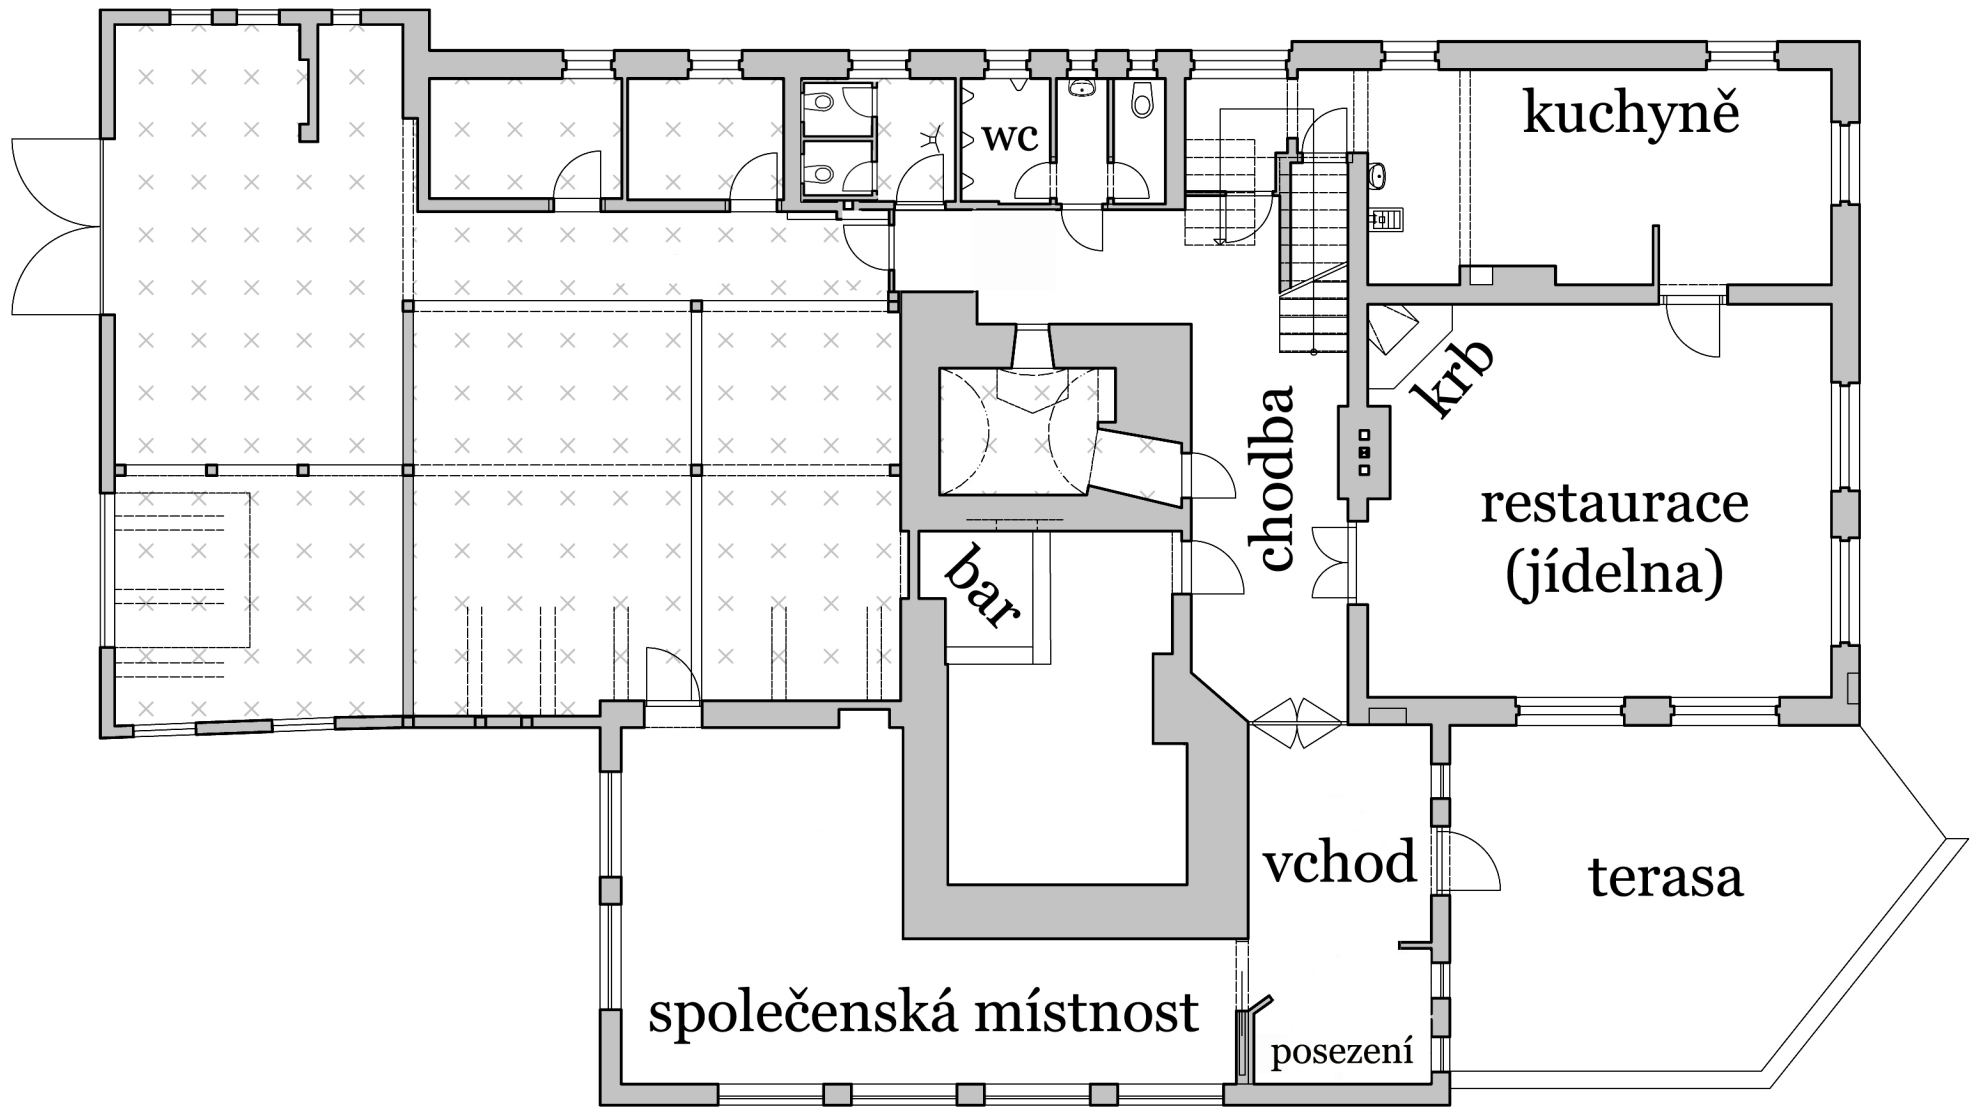 kuchyně
wc
krb
chodba
restaurace
(jídelna)
bar
vchod
terasa
společenská místnost
posezení